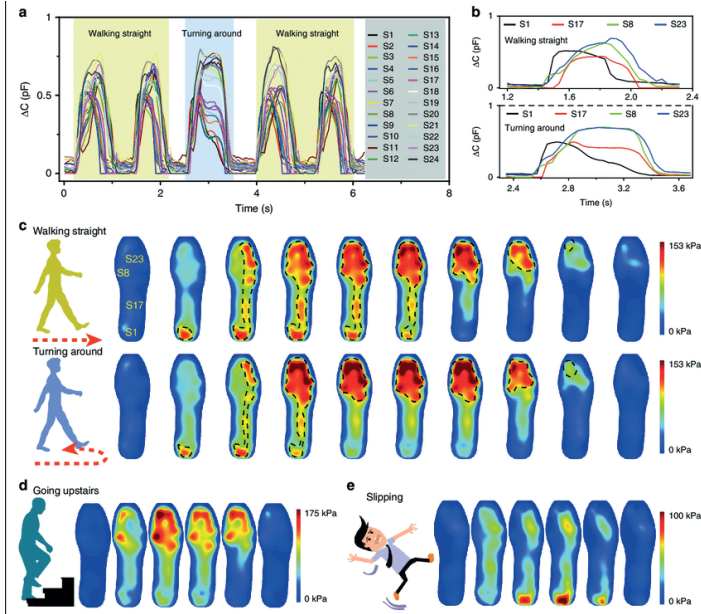 a
Walking straight
Turning around
Walking straight
ΔC (pF)
1
0.5
0
0
2
4
6
8
Time (s)
S1
S2
S3
S4
S5
S6
S7
S8
S9
S10
S11
S12
S13
S14
S15
S16
S17
S18
S19
S20
S21
S22
S23
S24
b
S1
S17
S8
S23
Walking straight
ΔC (pF)
1
0.5
0
1.2
1.6
2.0
2.4
S1
S17
S8
S23
Turning around
ΔC (pF)
1
0.5
0
2.4
2.8
3.2
3.6
Time (s)
c
Walking straight
S23
S8
S17
S1
153 kPa
0 kPa
Turning around
153 kPa
0 kPa
d
Going upstairs
175 kPa
0 kPa
e
Slipping
100 kPa
0 kPa